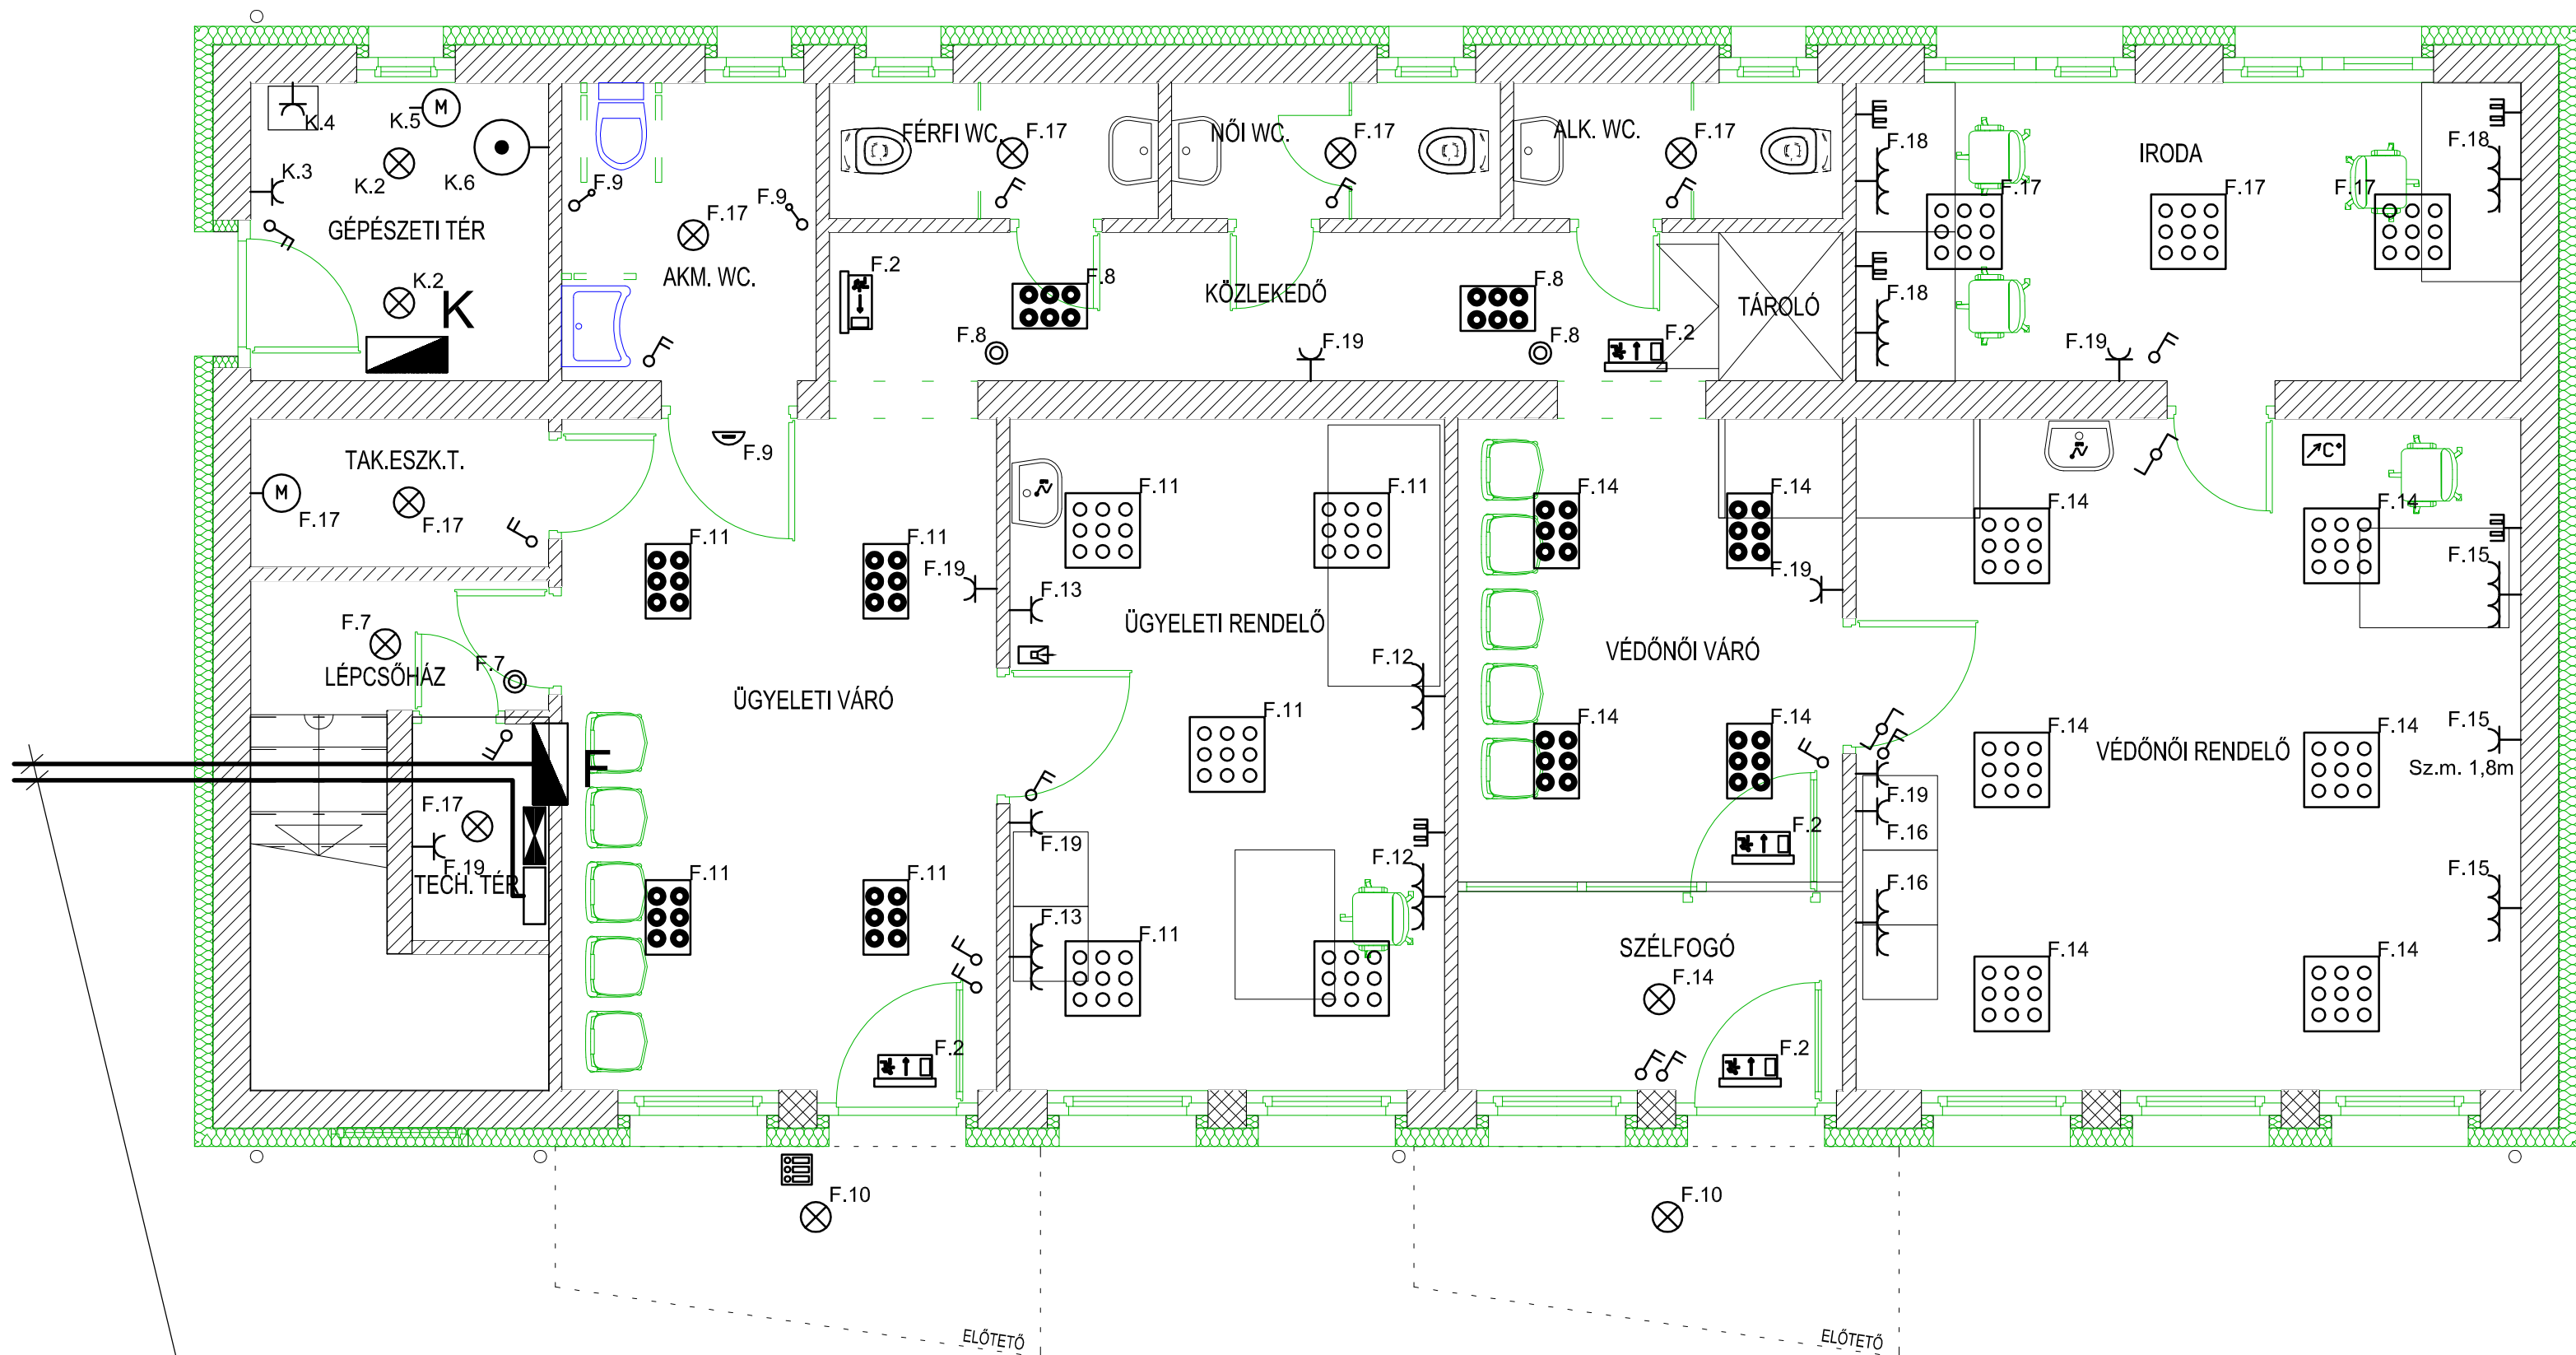 K.4
K.5
M
K.3
K.2
K.6
GÉPÉSZETI TÉR
K.2
K
F.9
F.9
F.17
AKM. WC.
FÉRFI WC.
F.17
NŐI WC.
F.17
ALK. WC.
F.17
F.2
F.8
KÖZLEKEDŐ
F.8
F.8
F.19
F.8
F.2
TÁROLÓ
F.18
IRODA
F.18
F.17
F.17
F.17
F.18
F.19
TAK.ESZK.T.
M
F.17
F.17
F.9
F.7
LÉPCSŐHÁZ
F.7
F
F.17
F.19
TECH. TÉR
F.11
F.11
F.19
ÜGYELETI VÁRÓ
F.11
F.11
F.2
F.11
F.11
F.13
ÜGYELETI RENDELŐ
F.12
F.11
F.19
F.12
F.13
F.11
F.14
F.14
F.19
VÉDŐNŐI VÁRÓ
F.14
F.14
F.2
SZÉLFOGÓ
F.14
F.2
C°
F.14
F.14
F.15
F.14
F.14
F.15
VÉDŐNŐI RENDELŐ
Sz.m. 1,8m
F.19
F.16
F.16
F.15
F.14
F.14
F.10
F.10
ELŐTETŐ
ELŐTETŐ